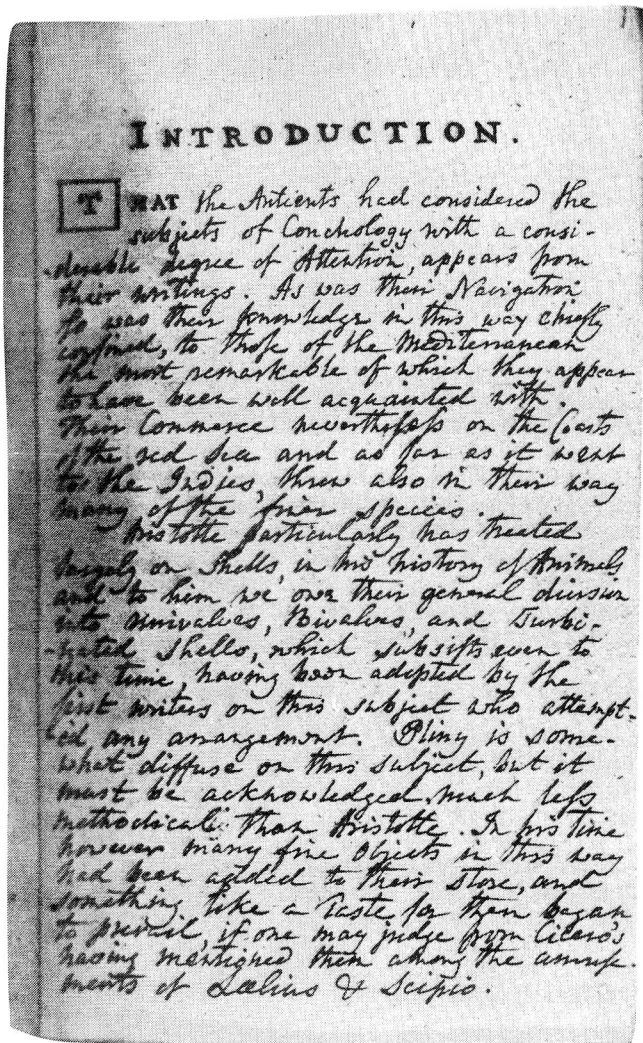 INTRODUCTION.
THAT the Antients had considered the
subjects of Conchology with a consi-
-derable degree of Attention, appears from
their writings. As was their Navigation
so was their knowledge in this way chiefly
confined, to those of the Mediterranean
the most remarkable of which they appear
to have been well acquainted with.
Their Commerce nevertheless on the Coasts
of the red Sea and as far as it went
to the Indies, threw also in their way
many of the finer species.
Aristotle particularly has treated
largely on Shells, in his history of Animals
and to him we owe their general division
into Univalves, Bivalves, and Turbi-
-nated Shells, which subsists even to
this time, having been adopted by the
first writers on this subject who attempt-
-ed any arrangement. Pliny is some-
what diffuse on this subject, but it
must be acknowledged much less
methodical than Aristotle. In his time
however many fine Objects in this way
had been added to their store, and
something like a Taste for them began
to prevail, if one may judge from Cicero's
having mentioned them among the amuse-
ments of Laelius & Scipio.